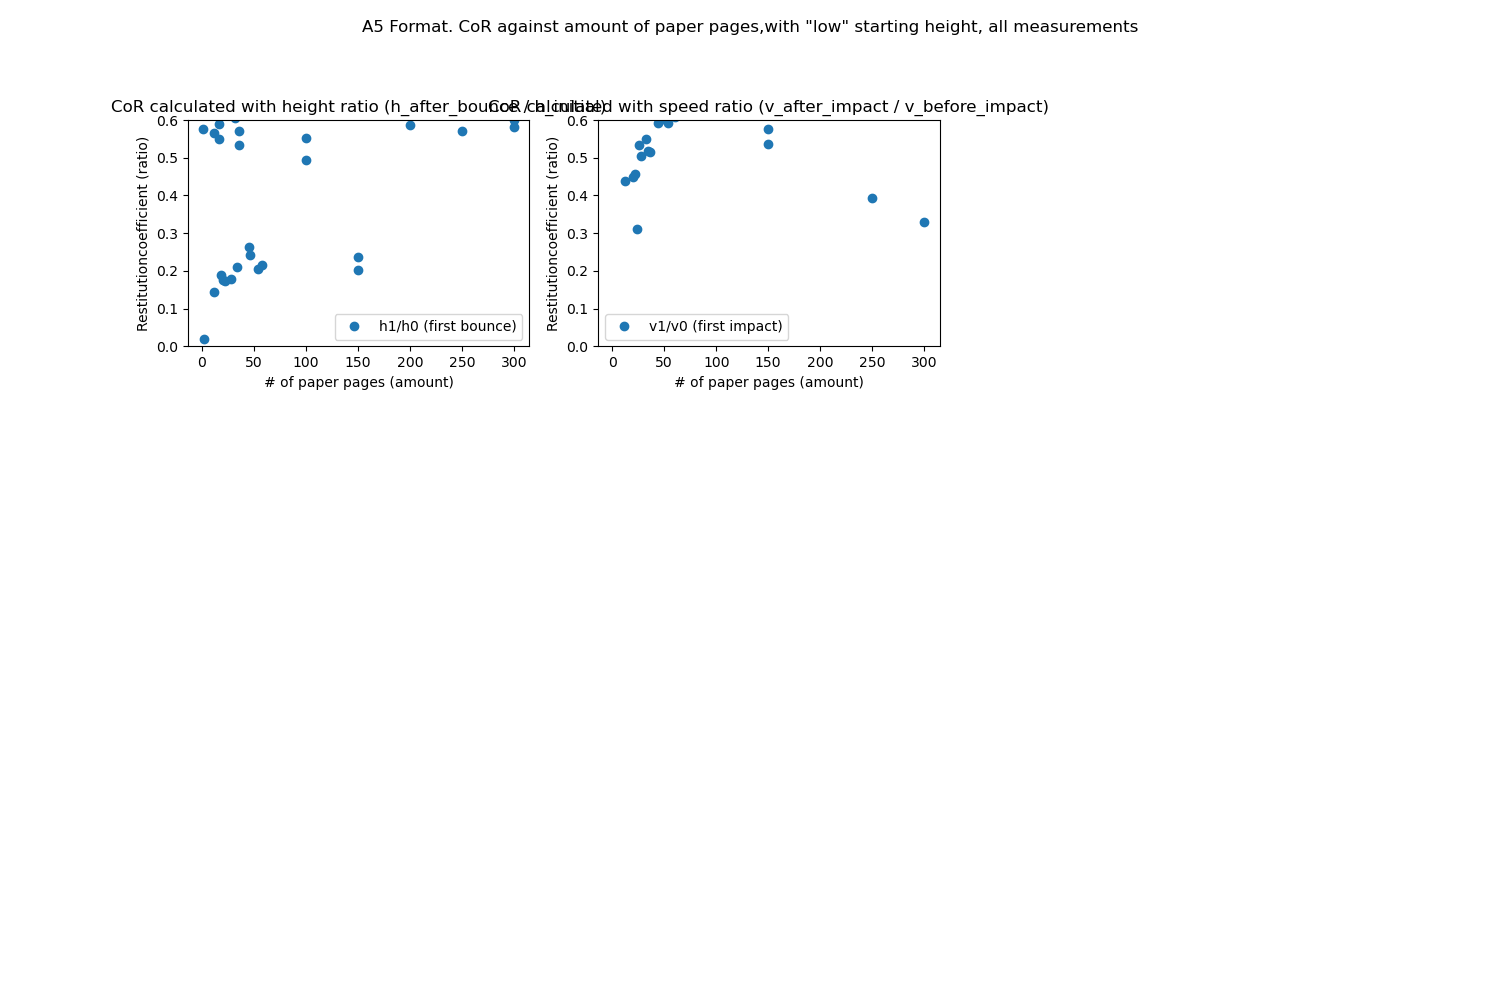 A5 Format. CoR against amount of paper pages,with "low" starting height, all measurements
CoR calculated with height ratio (h_after_bounce / h_initial)
CoR calculated with speed ratio (v_after_impact / v_before_impact)
Restitutioncoefficient (ratio)
0.6
0.5
0.4
0.3
0.2
0.1
0.0
h1/h0 (first bounce)
0 50 100 150 200 250 300
# of paper pages (amount)
Restitutioncoefficient (ratio)
0.6
0.5
0.4
0.3
0.2
0.1
0.0
v1/v0 (first impact)
0 50 100 150 200 250 300
# of paper pages (amount)